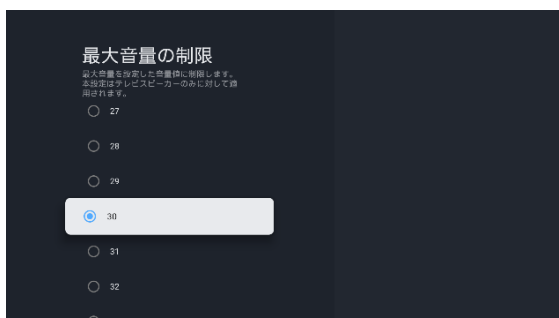 最大音量の制限
最大音量を設定した音量値に制限します。
本設定はテレビスピーカーのみに対して適
用されます。
27
28
29
30
31
32